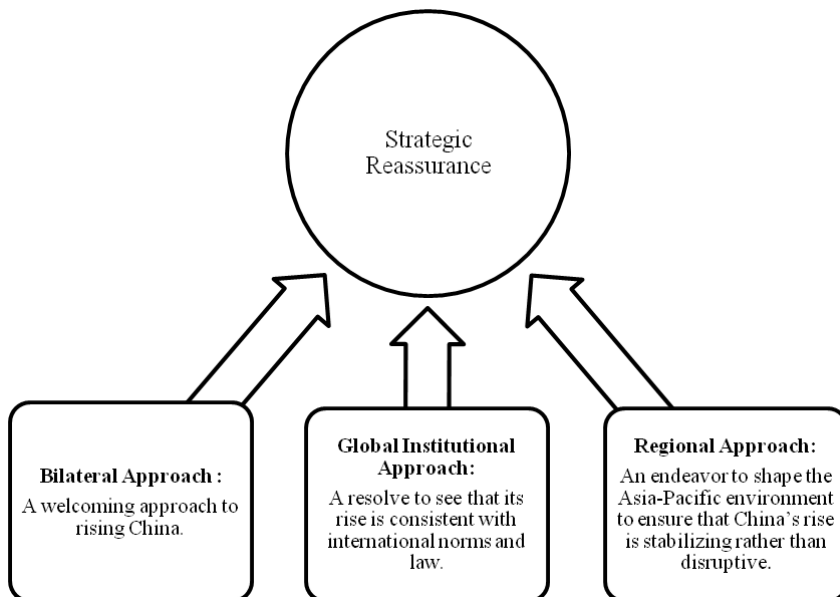 Strategic
Reassurance
Bilateral Approach :
A welcoming approach to
rising China.
Global Institutional
Approach:
A resolve to see that its
rise is consistent with
international norms and
law.
Regional Approach:
An endeavor to shape the
Asia-Pacific environment
to ensure that China's rise
is stabilizing rather than
disruptive.